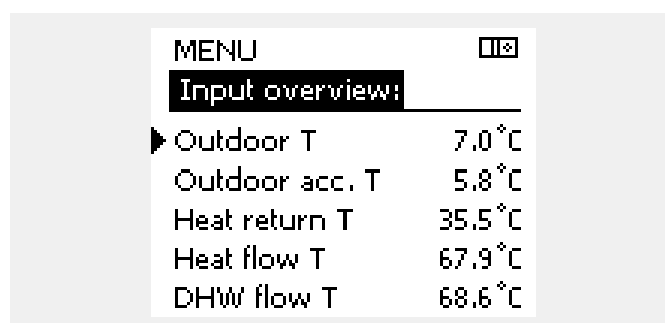 MENU
Input overview:
Outdoor T 7.0°C
Outdoor acc. T 5.8°C
Heat return T 35.5°C
Heat flow T 67.9°C
DHW flow T 68.6°C